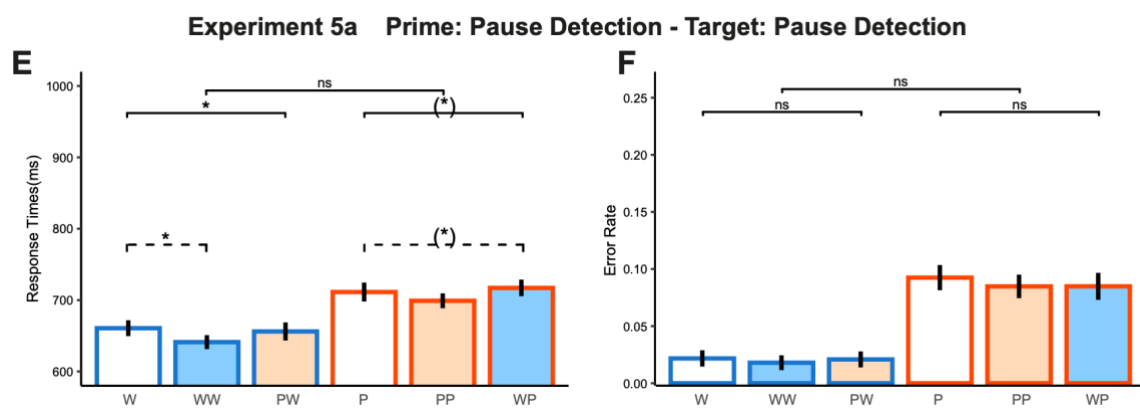 Experiment 5a Prime: Pause Detection - Target: Pause Detection
E
Response Times(ms)
1000
900
800
700
600
ns
*
(*)
*
(*)
W WW PW P PP WP
F
Error Rate
0.25
0.20
0.15
0.10
0.05
0.00
ns
ns
ns
W WW PW P PP WP